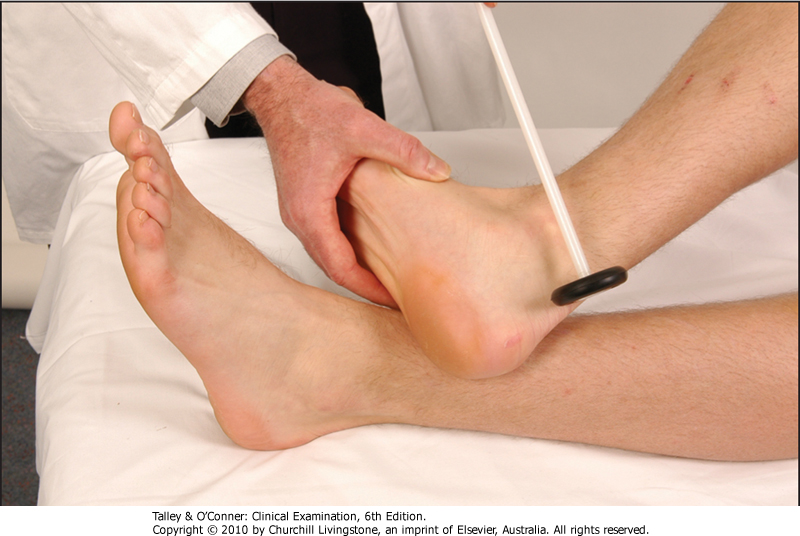 Talley & O'Conner: Clinical Examination, 6th Edition.
Copyright © 2010 by Churchill Livingstone, an imprint of Elsevier, Australia. All rights reserved.